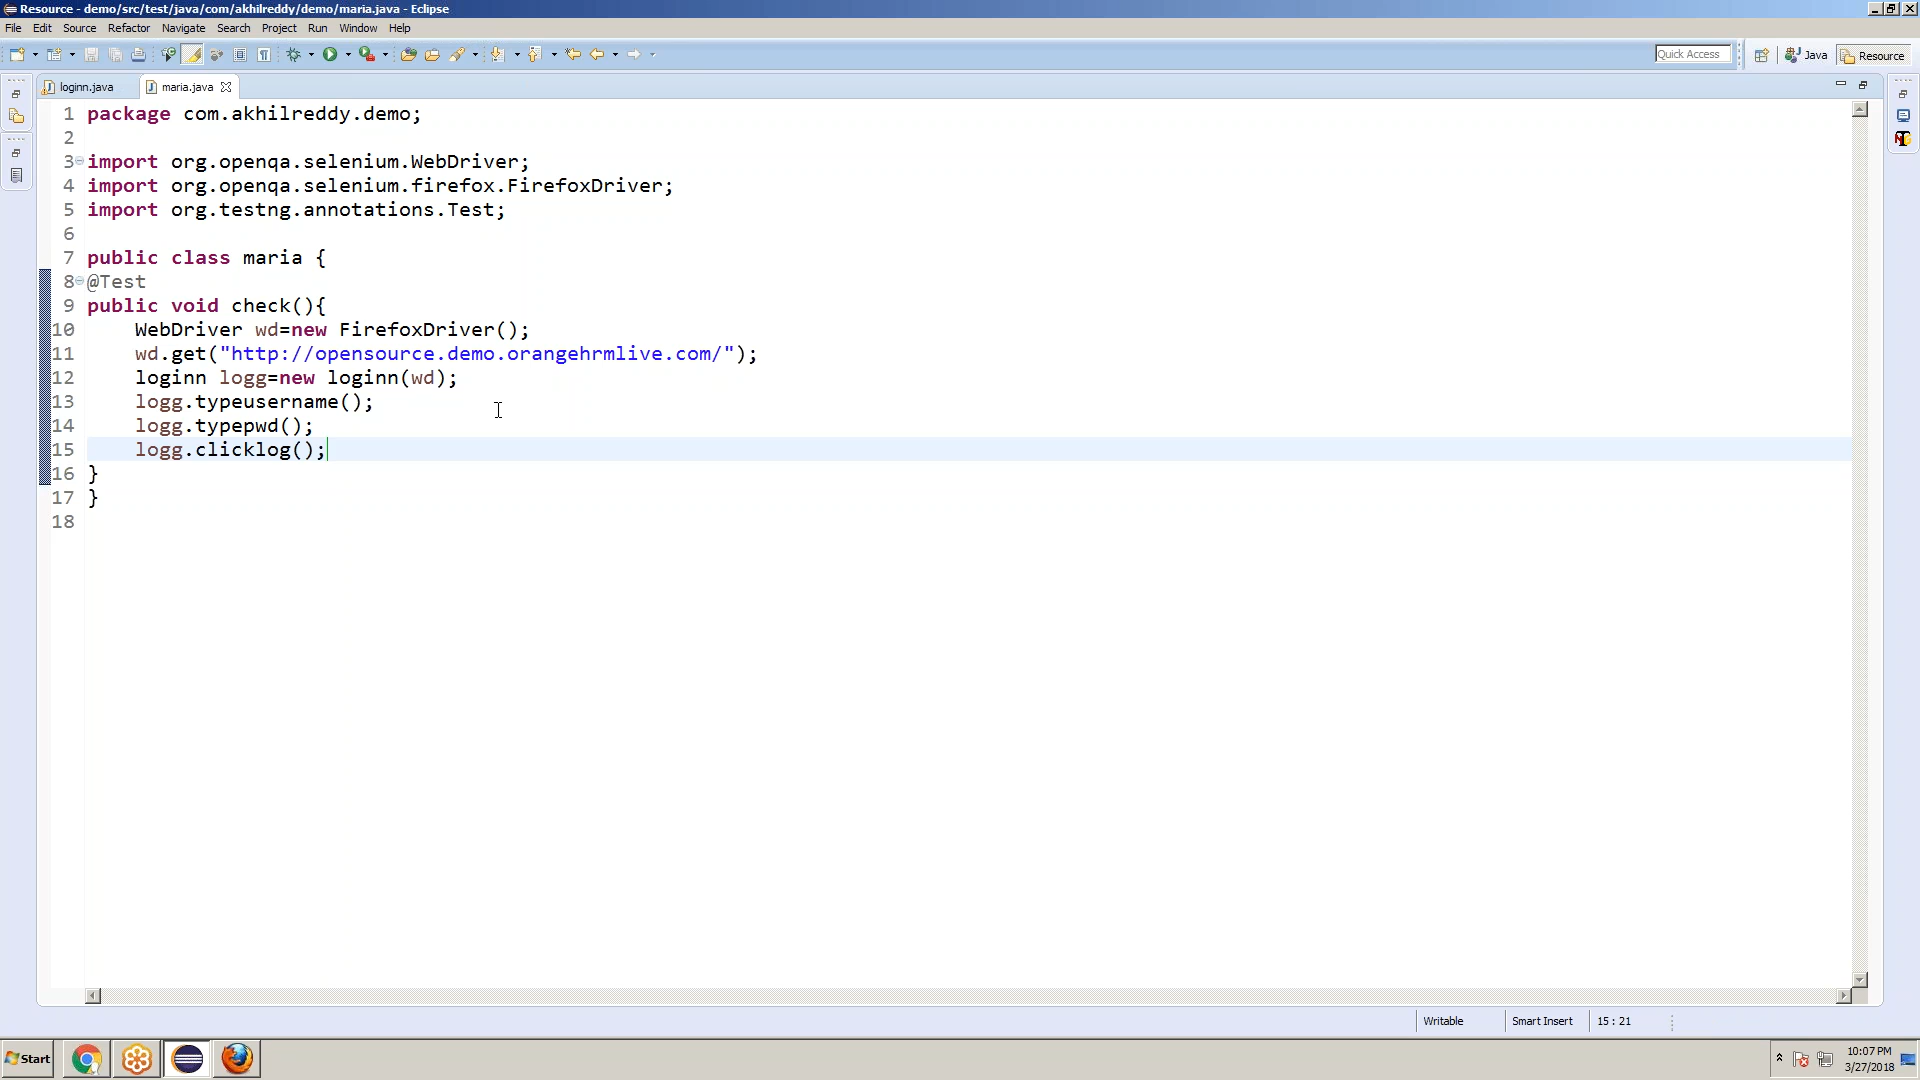 Resource - demo/src/test/java/com/akhilreddy/demo/maria.java - Eclipse
File Edit Source Refactor Navigate Search Project Run Window Help
Quick Access Java Resource
loginn.java maria.java
1 package com.akhilreddy.demo;
2
3 import org.openqa.selenium.WebDriver;
4 import org.openqa.selenium.firefox.FirefoxDriver;
5 import org.testng.annotations.Test;
6
7 public class maria {
8 @Test
9 public void check(){
10 WebDriver wd=new FirefoxDriver();
11 wd.get("http://opensource.demo.orangehrmlive.com/");
12 loginn logg=new loginn(wd);
13 logg.typeusername();
14 logg.typepwd();
15 logg.clicklog();
16 }
17 }
18
Writable Smart Insert 15 : 21
Start 10:07 PM
3/27/2018